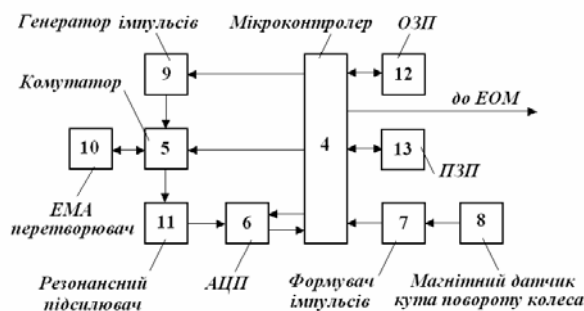 Генератор імпульсів
Мікроконтролер
ОЗП
9
12
Комутатор
до ЕОМ
10
5
4
13
ЕМА
перетворювач
ПЗП
11
6
7
8
Резонансний
підсилювач
АЦП
Формувач
імпульсів
Магнітний датчик
кута повороту колеса